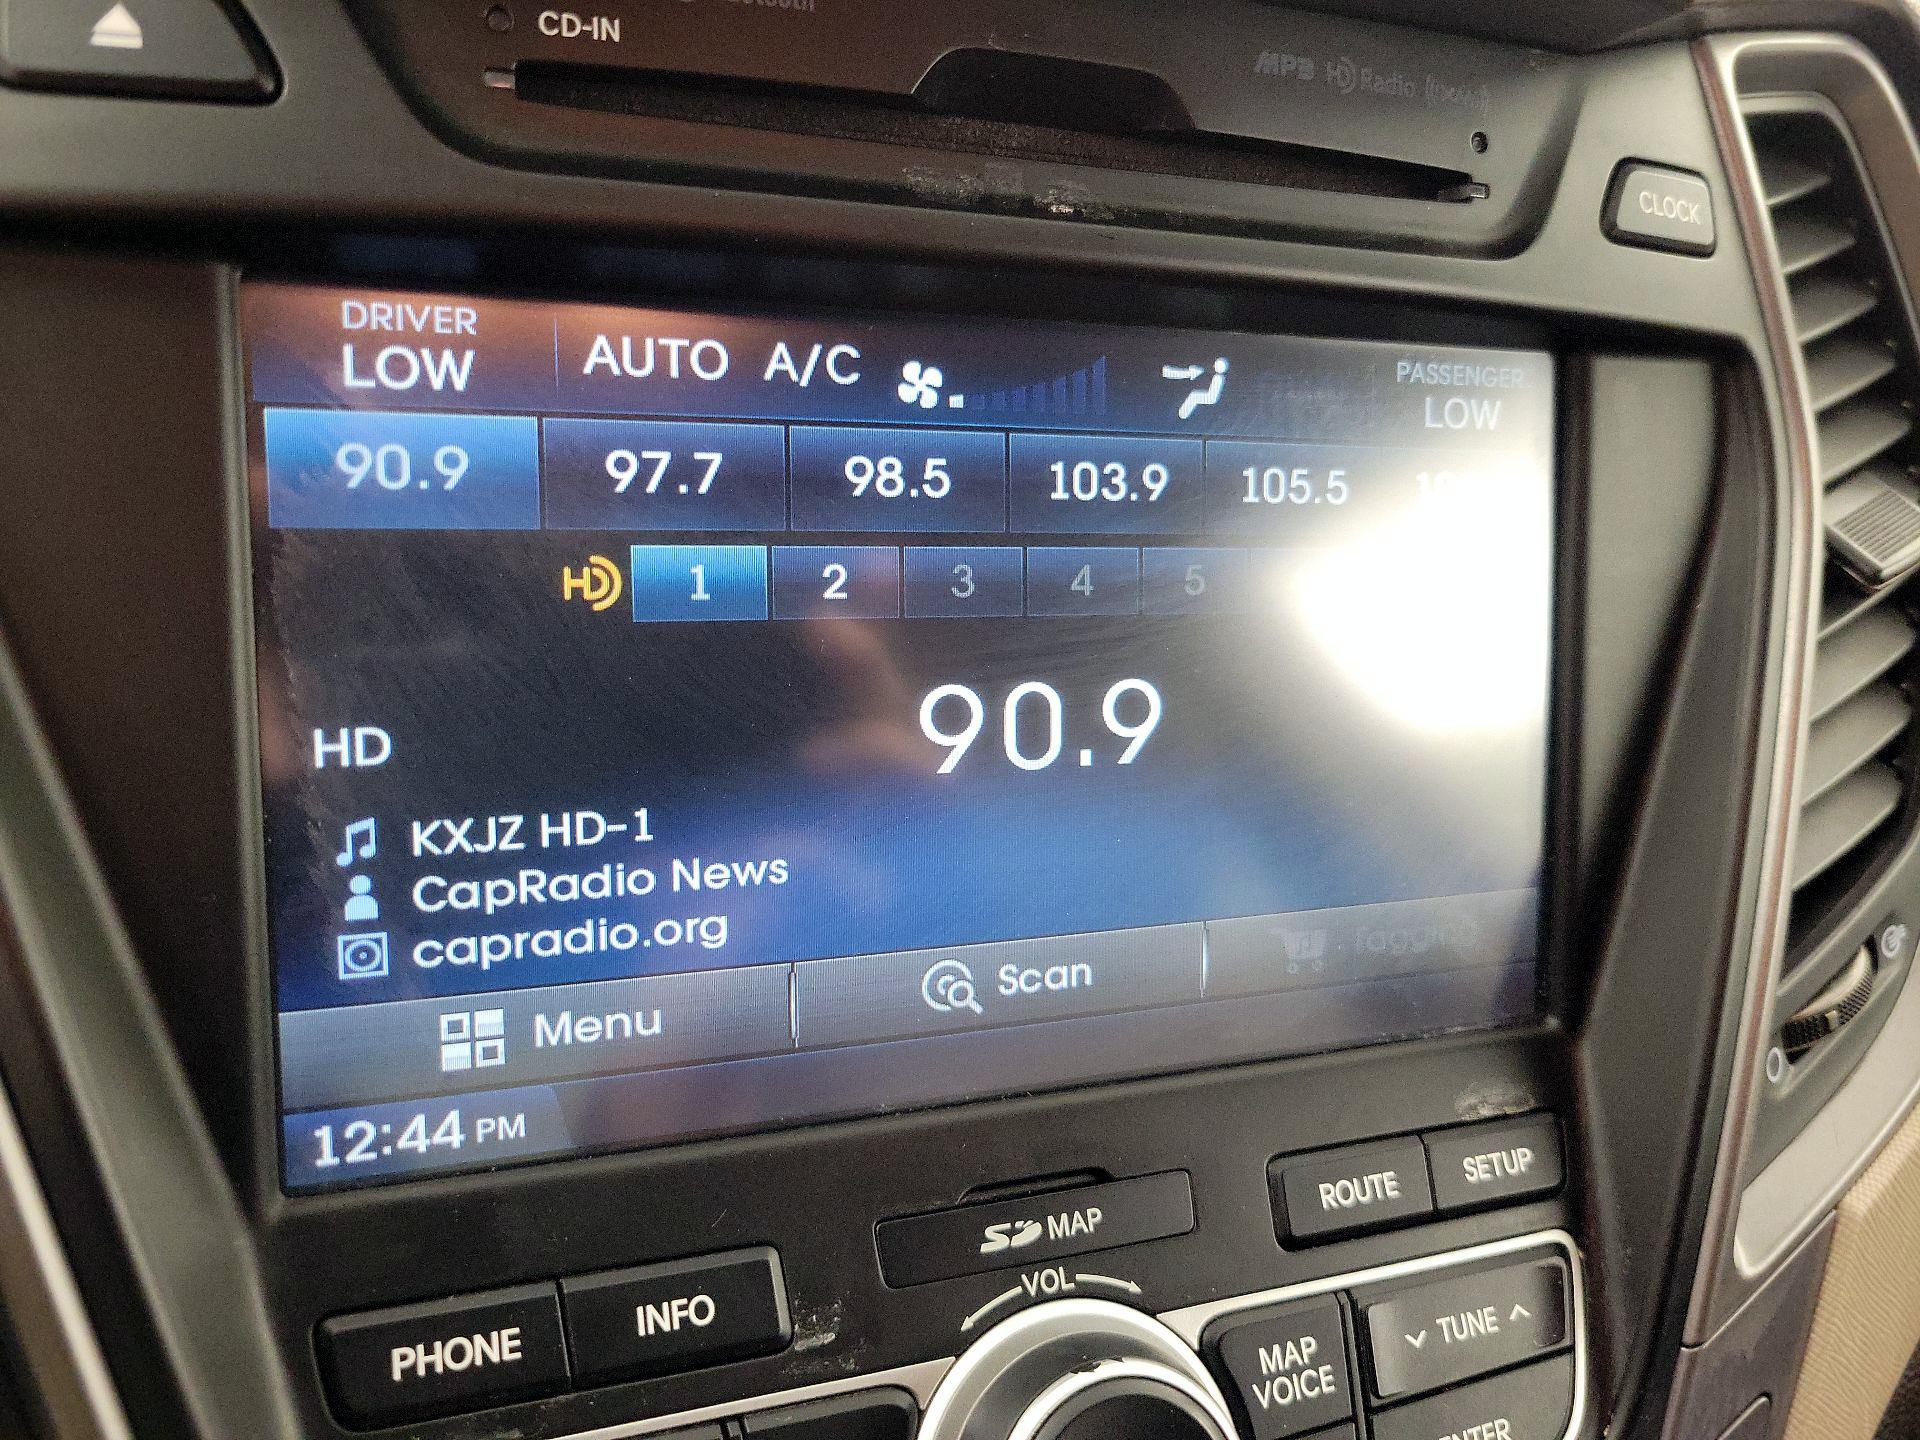 CD-IN
MP3 HD Radio
CLOCK
DRIVER
LOW
AUTO A/C
PASSENGER
LOW
90.9 97.7 98.5 103.9 105.5
HD 1 2 3 4 5
90.9
HD
KXJZ HD-1
CapRadio News
capradio.org
Menu
Scan
Tagging
12:44 PM
SD MAP
ROUTE
SETUP
VOL
PHONE
INFO
MAP
VOICE
TUNE